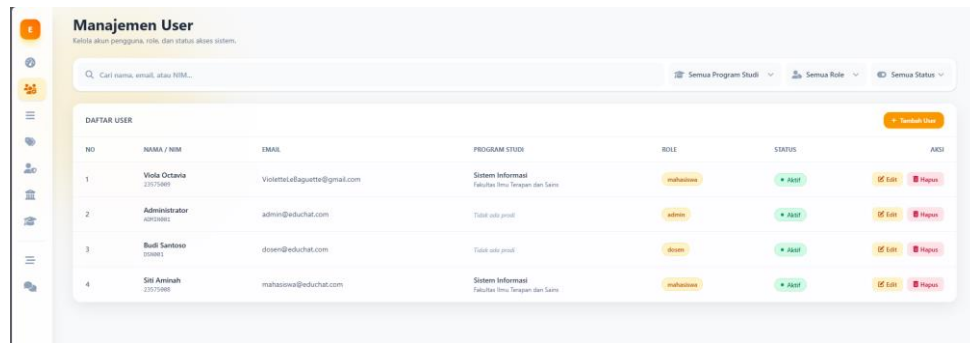 E
Manajemen User
Kelola akun pengguna, role, dan status akses sistem.
Cari nama, email, atau NIM...
Semua Program Studi
Semua Role
Semua Status
DAFTAR USER
+ Tambah User
NO NAMA / NIM EMAIL PROGRAM STUDI ROLE STATUS AKSI
1 Viola Octavia VioletteLeBaguette@gmail.com Sistem Informasi mahasiswa Aktif Edit Hapus
23575009 Fakultas Ilmu Terapan dan Sains
2 Administrator admin@educhat.com Tidak ada prodi admin Aktif Edit Hapus
3 Budi Santoso dosen@educhat.com Tidak ada prodi dosen Aktif Edit Hapus
4 Siti Aminah mahasiswa@educhat.com Sistem Informasi mahasiswa Aktif Edit Hapus
Fakultas Ilmu Terapan dan Sains